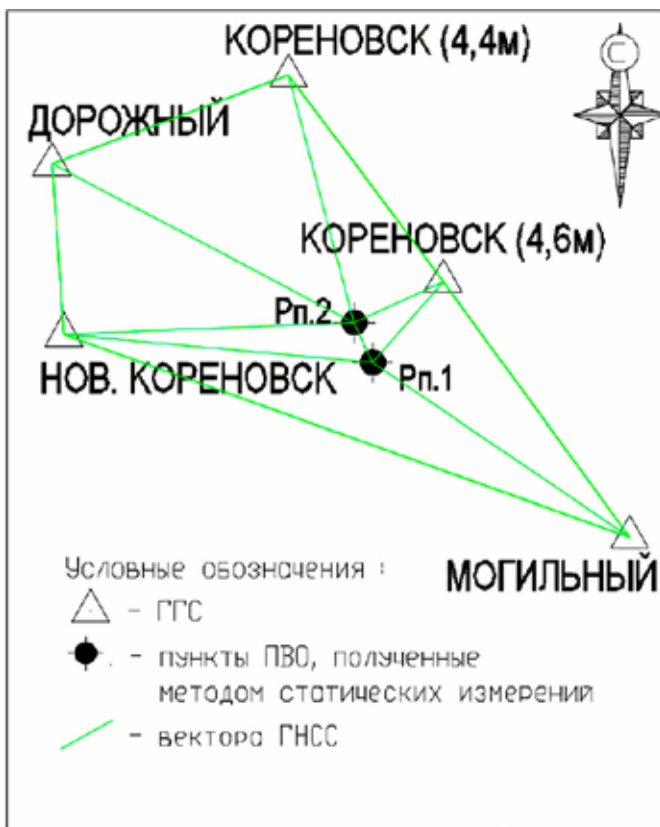 КОРЕНОВСК (4,4м)
С
ДОРОЖНЫЙ
КОРЕНОВСК (4,6м)
Рп.2
Рп.1
НОВ. КОРЕНОВСК
МОГИЛЬНЫЙ
Условные обозначения :
- ГГС
- пункты ПВО, полученные
методом статических измерений
- вектора ГНСС